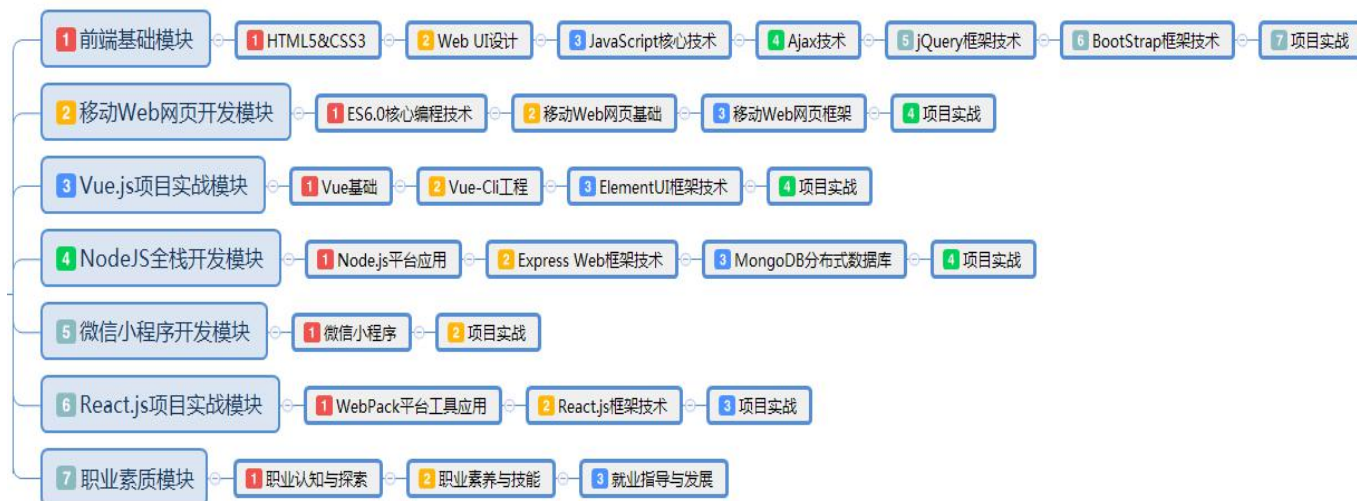 1 前端基础模块 1 HTML5&CSS3 2 Web UI设计 3 JavaScript核心技术 4 Ajax技术 5 jQuery框架技术 6 BootStrap框架技术 7 项目实战
2 移动Web网页开发模块 1 ES6.0核心编程技术 2 移动Web网页基础 3 移动Web网页框架 4 项目实战
3 Vue.js项目实战模块 1 Vue基础 2 Vue-Cli工程 3 ElementUI框架技术 4 项目实战
4 NodeJS全栈开发模块 1 Node.js平台应用 2 Express Web框架技术 3 MongoDB分布式数据库 4 项目实战
5 微信小程序开发模块 1 微信小程序 2 项目实战
6 React.js项目实战模块 1 WebPack平台工具应用 2 React.js框架技术 3 项目实战
7 职业素质模块 1 职业认知与探索 2 职业素养与技能 3 就业指导与发展